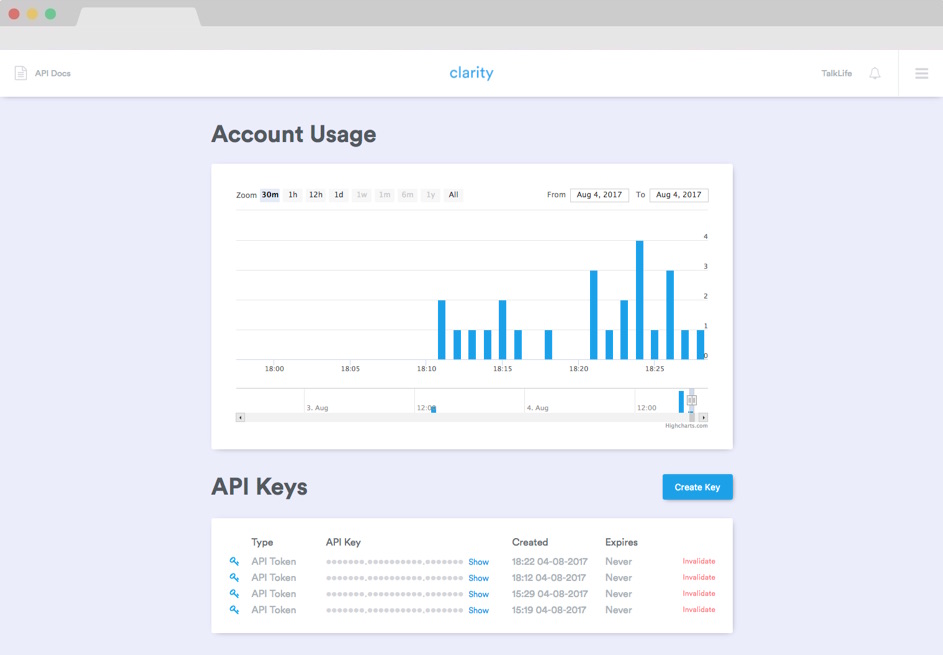 API Docs clarity TalkLife
Account Usage
Zoom 30m 1h 12h 1d 1w 1m 6m 1y All From Aug 4, 2017 To Aug 4, 2017
4
3
2
1
0
18:00 18:05 18:10 18:15 18:20 18:25
3. Aug 12:00 4. Aug 12:00
Highcharts.com
API Keys Create Key
Type API Key Created Expires
API Token Show 18:22 04-08-2017 Never Invalidate
API Token Show 18:12 04-08-2017 Never Invalidate
API Token Show 15:29 04-08-2017 Never Invalidate
API Token Show 15:19 04-08-2017 Never Invalidate